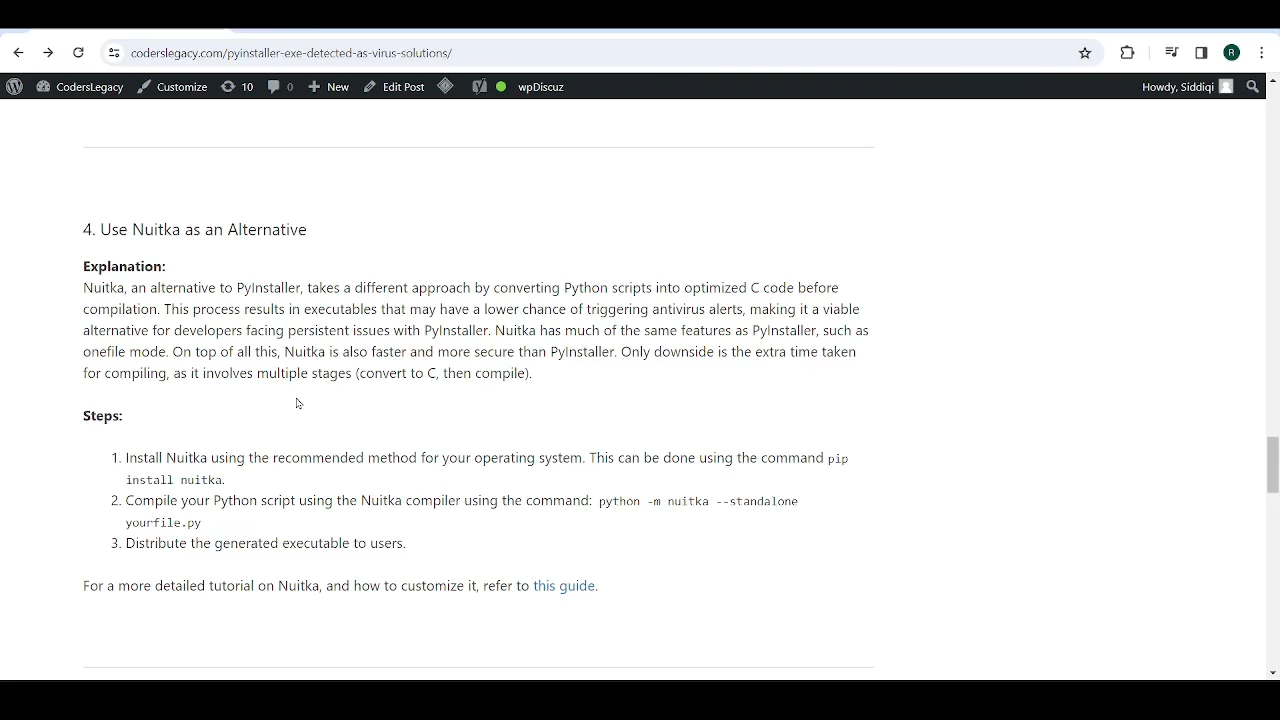 coderslegacy.com/pyinstaller-exe-detected-as-virus-solutions/
R
CodersLegacy Customize 10 0 New Edit Post wpDiscuz Howdy, Siddiqi
4. Use Nuitka as an Alternative
Explanation:
Nuitka, an alternative to PyInstaller, takes a different approach by converting Python scripts into optimized C code before
compilation. This process results in executables that may have a lower chance of triggering antivirus alerts, making it a viable
alternative for developers facing persistent issues with PyInstaller. Nuitka has much of the same features as PyInstaller, such as
onefile mode. On top of all this, Nuitka is also faster and more secure than PyInstaller. Only downside is the extra time taken
for compiling, as it involves multiple stages (convert to C, then compile).
Steps:
1. Install Nuitka using the recommended method for your operating system. This can be done using the command pip
install nuitka.
2. Compile your Python script using the Nuitka compiler using the command: python -m nuitka --standalone
yourfile.py
3. Distribute the generated executable to users.
For a more detailed tutorial on Nuitka, and how to customize it, refer to this guide.